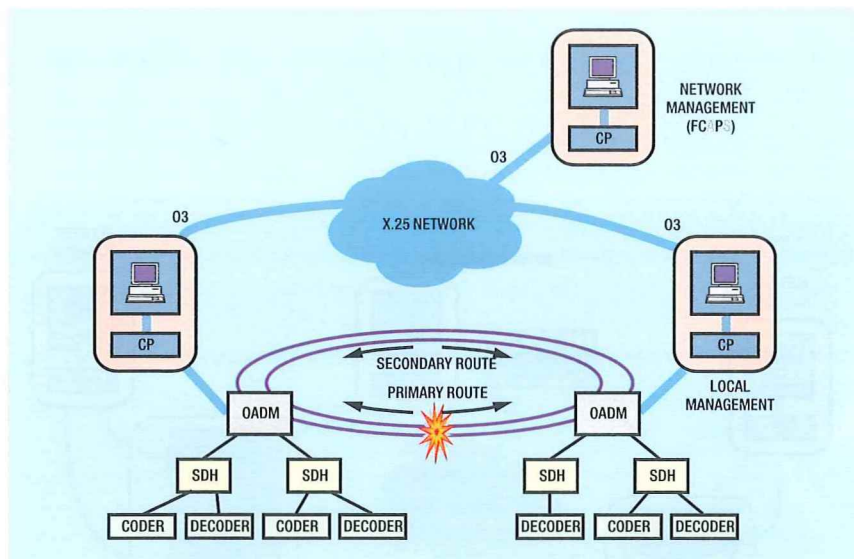 NETWORK
MANAGEMENT
(FCAPS)
CP
O3
X.25 NETWORK
O3
O3
CP
CP
SECONDARY ROUTE
PRIMARY ROUTE
LOCAL
MANAGEMENT
OADM
OADM
SDH
SDH
SDH
SDH
CODER
DECODER
CODER
DECODER
DECODER
CODER
DECODER